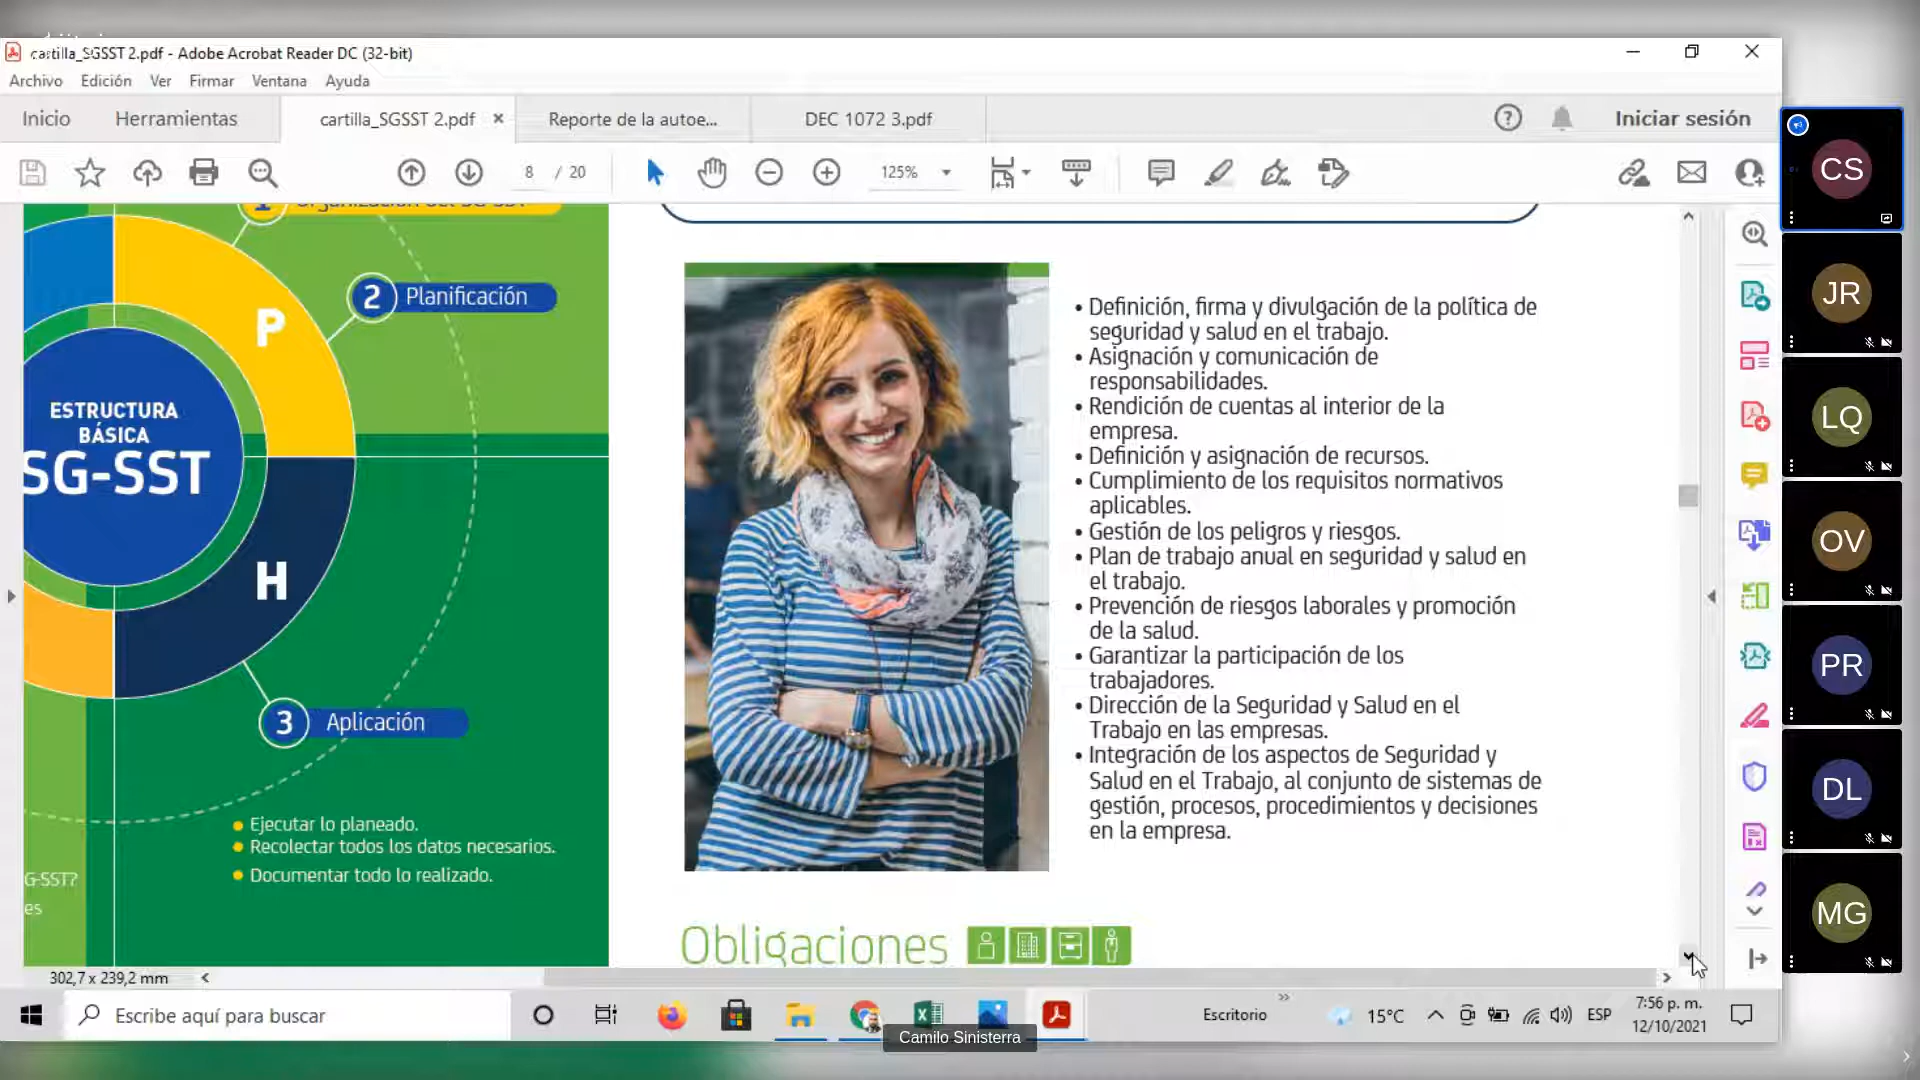 cartilla_SGSST 2.pdf - Adobe Acrobat Reader DC (32-bit)
Archivo Edición Ver Firmar Ventana Ayuda
Inicio Herramientas cartilla_SGSST 2.pdf × Reporte de la autoe... DEC 1072 3.pdf Iniciar sesión
8 / 20 125%
2 Planificación
P
ESTRUCTURA
BÁSICA
SG-SST
H
3 Aplicación
Ejecutar lo planeado.
Recolectar todos los datos necesarios.
Documentar todo lo realizado.
G-SST?
es
• Definición, firma y divulgación de la política de
seguridad y salud en el trabajo.
• Asignación y comunicación de
responsabilidades.
• Rendición de cuentas al interior de la
empresa.
• Definición y asignación de recursos.
• Cumplimiento de los requisitos normativos
aplicables.
• Gestión de los peligros y riesgos.
• Plan de trabajo anual en seguridad y salud en
el trabajo.
• Prevención de riesgos laborales y promoción
de la salud.
• Garantizar la participación de los
trabajadores.
• Dirección de la Seguridad y Salud en el
Trabajo en las empresas.
• Integración de los aspectos de Seguridad y
Salud en el Trabajo, al conjunto de sistemas de
gestión, procesos, procedimientos y decisiones
en la empresa.
Obligaciones
302,7 x 239,2 mm
Escribe aquí para buscar
Escritorio
15°C
ESP
7:56 p. m.
12/10/2021
Camilo Sinisterra
CS
JR
LQ
OV
PR
DL
MG